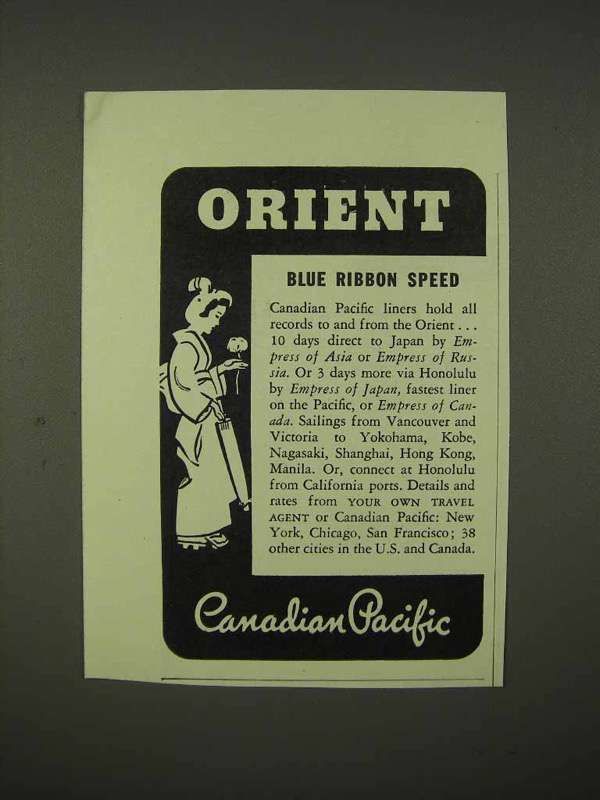 ORIENT
BLUE RIBBON SPEED
Canadian Pacific liners hold all
records to and from the Orient ...
10 days direct to Japan by Em-
press of Asia or Empress of Rus-
sia. Or 3 days more via Honolulu
by Empress of Japan, fastest liner
on the Pacific, or Empress of Can-
ada. Sailings from Vancouver and
Victoria to Yokohama, Kobe,
Nagasaki, Shanghai, Hong Kong,
Manila. Or, connect at Honolulu
from California ports. Details and
rates from YOUR OWN TRAVEL
AGENT or Canadian Pacific: New
York, Chicago, San Francisco; 38
other cities in the U.S. and Canada.
Canadian Pacific